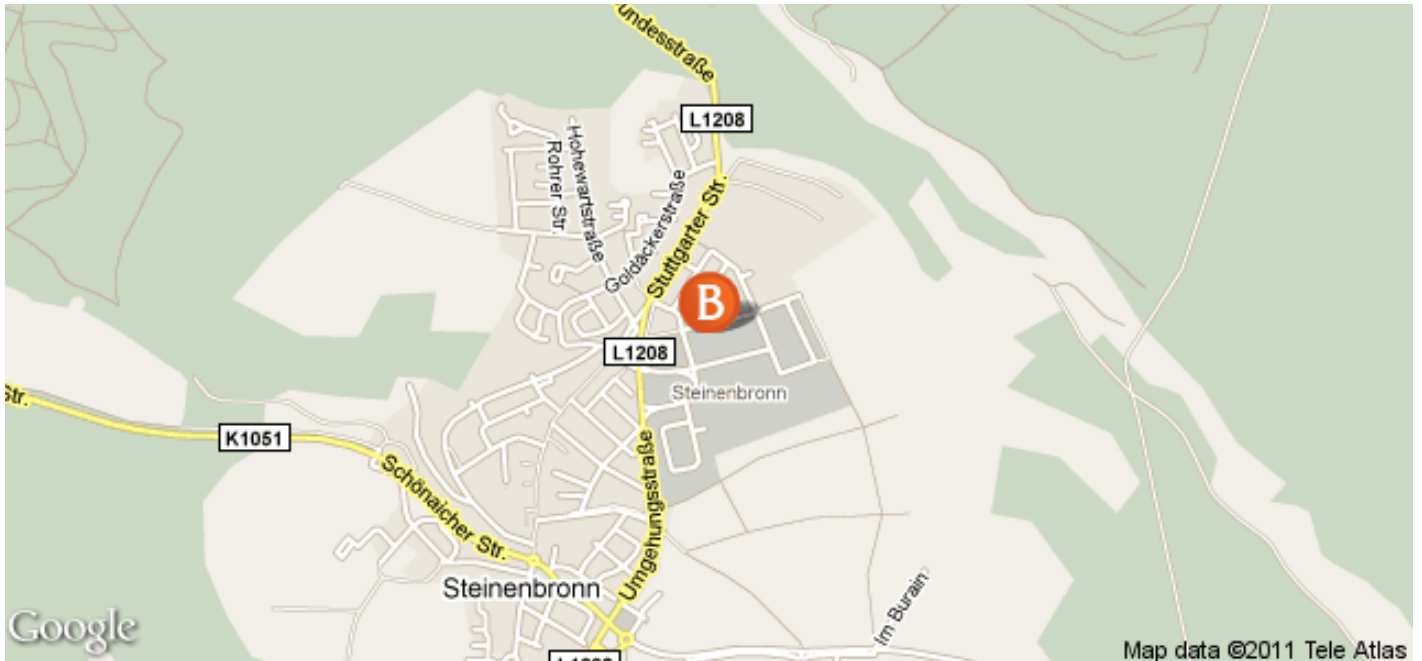 undesstraße
L1208
Hohewartstraße
Rohrer Str.
Goldäckerstraße
Stuttgarter Str.
B
L1208
Steinenbronn
Str.
K1051
Schönaicher Str.
Umgehungsstraße
Steinenbronn
Im Burain
Google
Map data ©2011 Tele Atlas